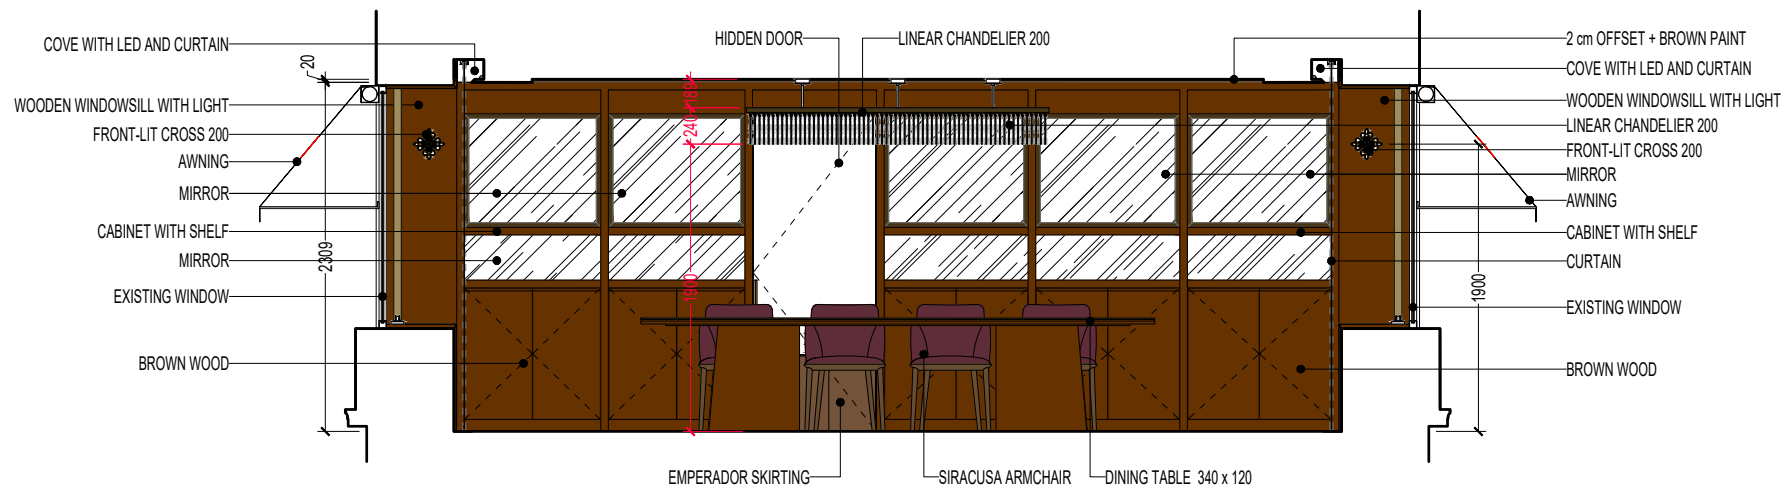 COVE WITH LED AND CURTAIN
20
HIDDEN DOOR
LINEAR CHANDELIER 200
2 cm OFFSET + BROWN PAINT
COVE WITH LED AND CURTAIN
WOODEN WINDOWSILL WITH LIGHT
189
WOODEN WINDOWSILL WITH LIGHT
FRONT-LIT CROSS 200
240
LINEAR CHANDELIER 200
AWNING
FRONT-LIT CROSS 200
MIRROR
MIRROR
AWNING
CABINET WITH SHELF
CABINET WITH SHELF
2309
MIRROR
CURTAIN
EXISTING WINDOW
1900
1900
EXISTING WINDOW
BROWN WOOD
BROWN WOOD
EMPERADOR SKIRTING
SIRACUSA ARMCHAIR
DINING TABLE 340 x 120